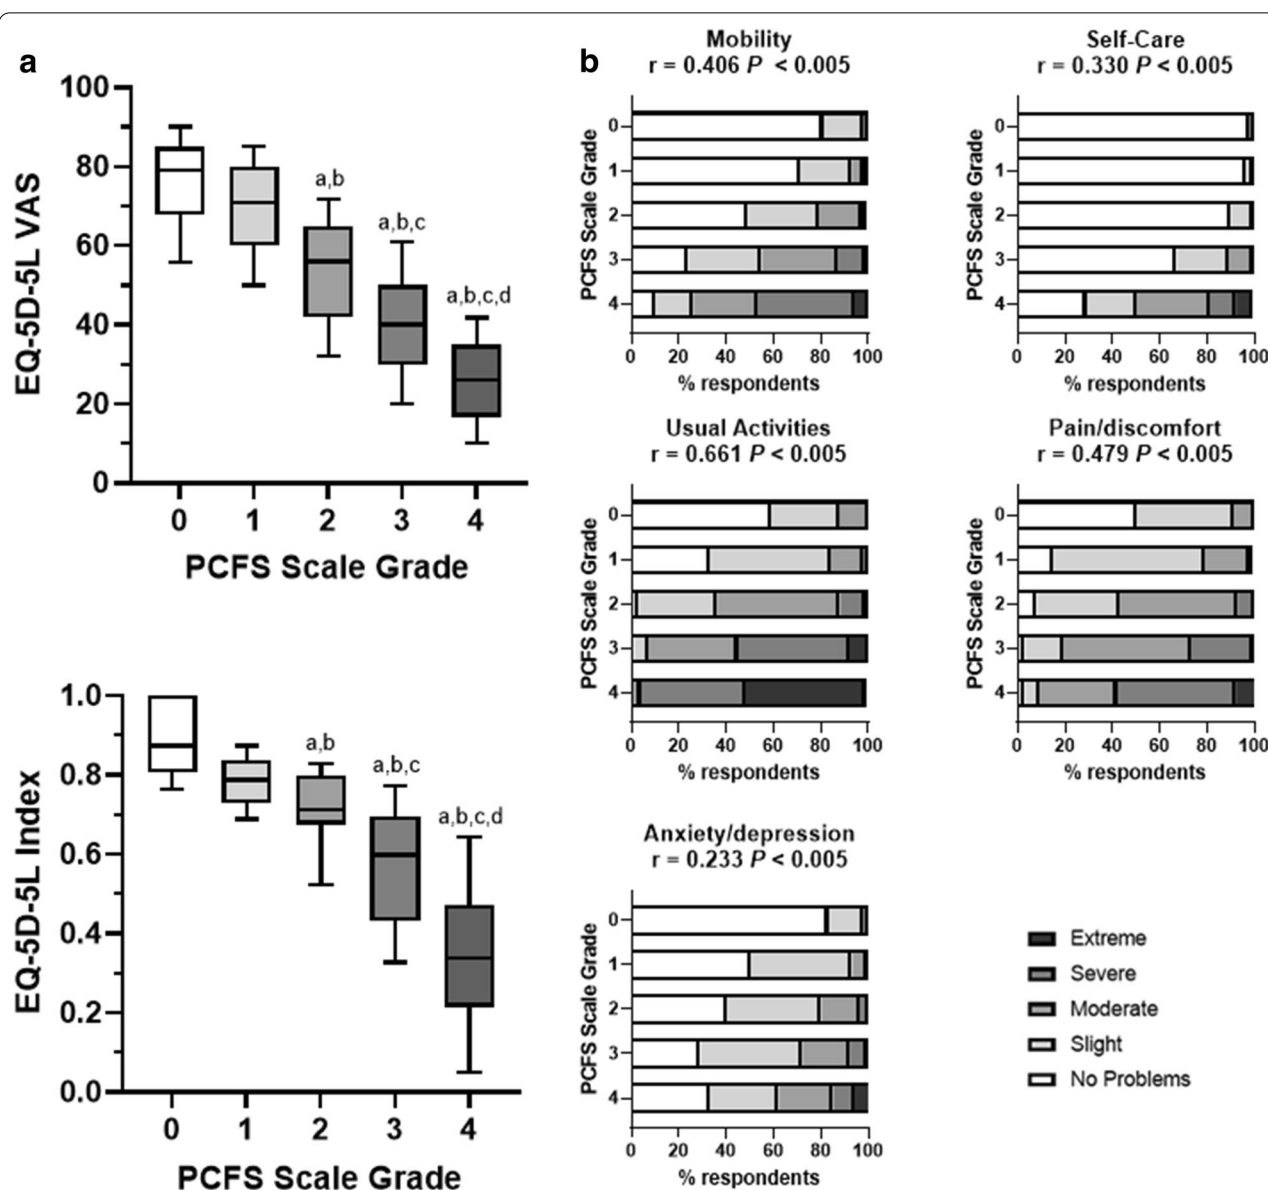 a
EQ-5D-5L VAS
100
80
60
40
20
0
a,b
a,b,c
a,b,c,d
0 1 2 3 4
PCFS Scale Grade
EQ-5D-5L Index
1.0
0.8
0.6
0.4
0.2
0.0
a,b
a,b,c
a,b,c,d
0 1 2 3 4
PCFS Scale Grade
b
Mobility
r = 0.406 P < 0.005
PCFS Scale Grade
0
1
2
3
4
0 20 40 60 80 100
% respondents
Self-Care
r = 0.330 P < 0.005
PCFS Scale Grade
0
1
2
3
4
0 20 40 60 80 100
% respondents
Usual Activities
r = 0.661 P < 0.005
PCFS Scale Grade
0
1
2
3
4
0 20 40 60 80 100
% respondents
Pain/discomfort
r = 0.479 P < 0.005
PCFS Scale Grade
0
1
2
3
4
0 20 40 60 80 100
% respondents
Anxiety/depression
r = 0.233 P < 0.005
PCFS Scale Grade
0
1
2
3
4
0 20 40 60 80 100
% respondents
Extreme
Severe
Moderate
Slight
No Problems